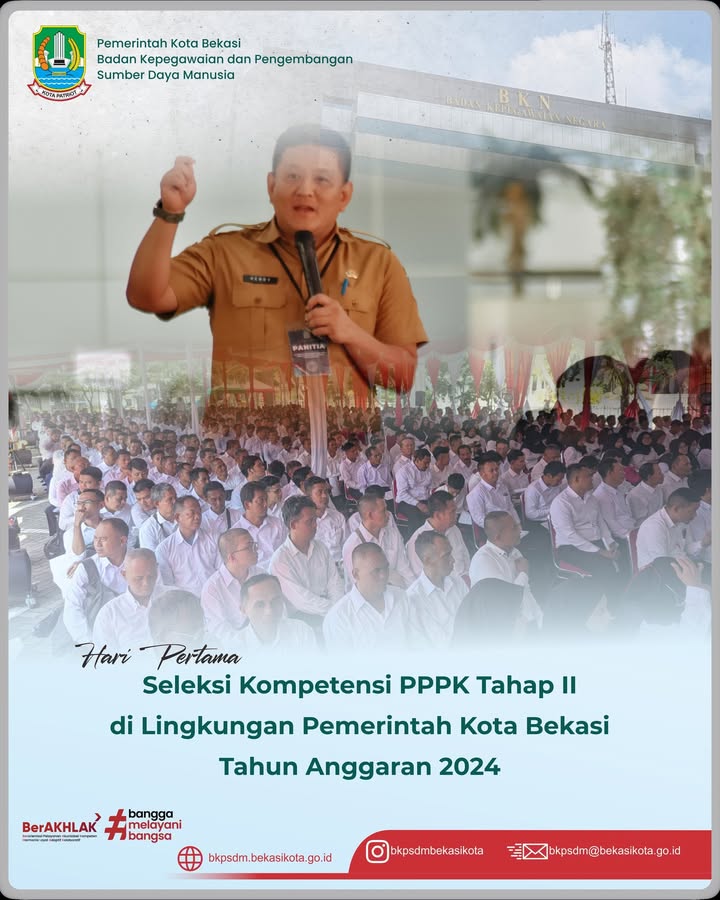 Pemerintah Kota Bekasi
Badan Kepegawaian dan Pengembangan
Sumber Daya Manusia
KOTA PATRIOT
BKN
BADAN KEPEGAWAIAN NEGARA
HENDY
PANITIA
Hari Pertama
Seleksi Kompetensi PPPK Tahap II
di Lingkungan Pemerintah Kota Bekasi
Tahun Anggaran 2024
BerAKHLAK
#bangga
melayani
bangsa
bkpsdm.bekasikota.go.id
bkpsdmbekasikota
bkpsdm@bekasikota.go.id